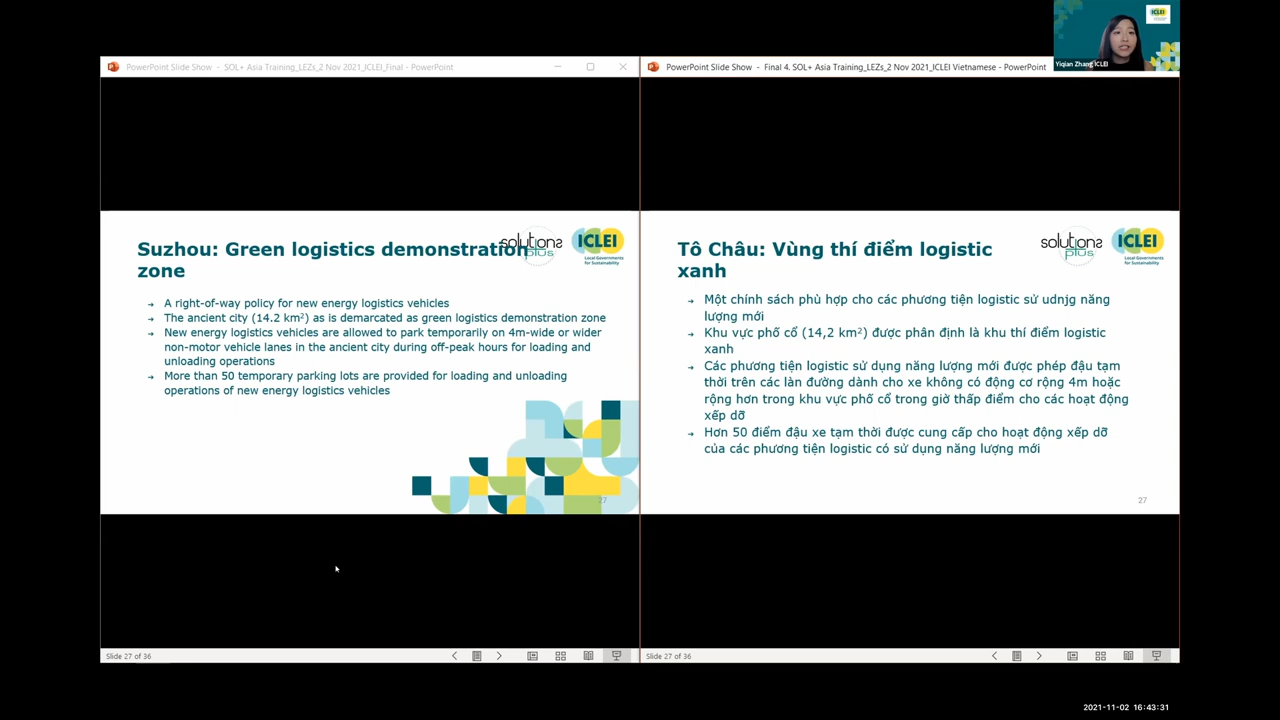 PowerPoint Slide Show - SOL+ Asia Training_LEZs_2 Nov 2021_ICLEI_Final - PowerPoint
Suzhou: Green logistics demonstration
zone
solutions
plus
ICLEI
Local Governments
for Sustainability
→ A right-of-way policy for new energy logistics vehicles
→ The ancient city (14.2 km²) as is demarcated as green logistics demonstration zone
→ New energy logistics vehicles are allowed to park temporarily on 4m-wide or wider
non-motor vehicle lanes in the ancient city during off-peak hours for loading and
unloading operations
→ More than 50 temporary parking lots are provided for loading and unloading
operations of new energy logistics vehicles
27
Slide 27 of 36
PowerPoint Slide Show - Final 4. SOL+ Asia Training_LEZs_2 Nov 2021_ICLEI Vietnamese - PowerPoint
ICLEI
Yiqian Zhang ICLEI
Tô Châu: Vùng thí điểm logistic
xanh
solutions
plus
ICLEI
Local Governments
for Sustainability
→ Một chính sách phù hợp cho các phương tiện logistic sử udnjg năng
lượng mới
→ Khu vực phố cổ (14,2 km²) được phân định là khu thí điểm logistic
xanh
→ Các phương tiện logistic sử dụng năng lượng mới được phép đậu tạm
thời trên các làn đường dành cho xe không có động cơ rộng 4m hoặc
rộng hơn trong khu vực phố cổ trong giờ thấp điểm cho các hoạt động
xếp dỡ
→ Hơn 50 điểm đậu xe tạm thời được cung cấp cho hoạt động xếp dỡ
của các phương tiện logistic có sử dụng năng lượng mới
27
Slide 27 of 36
2021-11-02 16:43:31